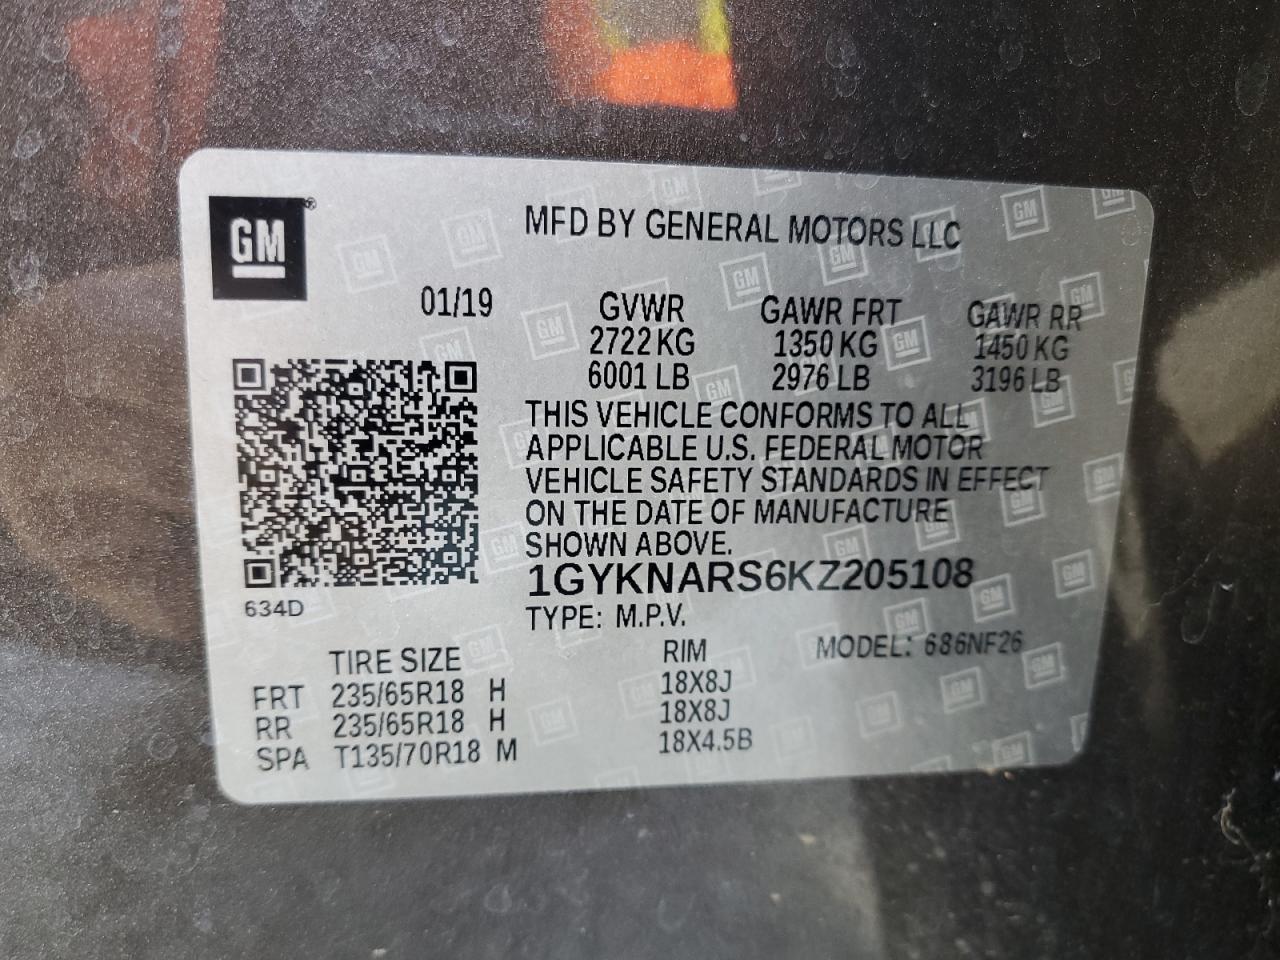 GM®
MFD BY GENERAL MOTORS LLC
01/19 GVWR GAWR FRT GAWR RR
2722 KG 1350 KG 1450 KG
6001 LB 2976 LB 3196 LB
THIS VEHICLE CONFORMS TO ALL
APPLICABLE U.S. FEDERAL MOTOR
VEHICLE SAFETY STANDARDS IN EFFECT
ON THE DATE OF MANUFACTURE
SHOWN ABOVE.
1GYKNARS6KZ205108
634D
TYPE: M.P.V.
TIRE SIZE RIM MODEL: 686NF26
FRT 235/65R18 H 18X8J
RR 235/65R18 H 18X8J
SPA T135/70R18 M 18X4.5B